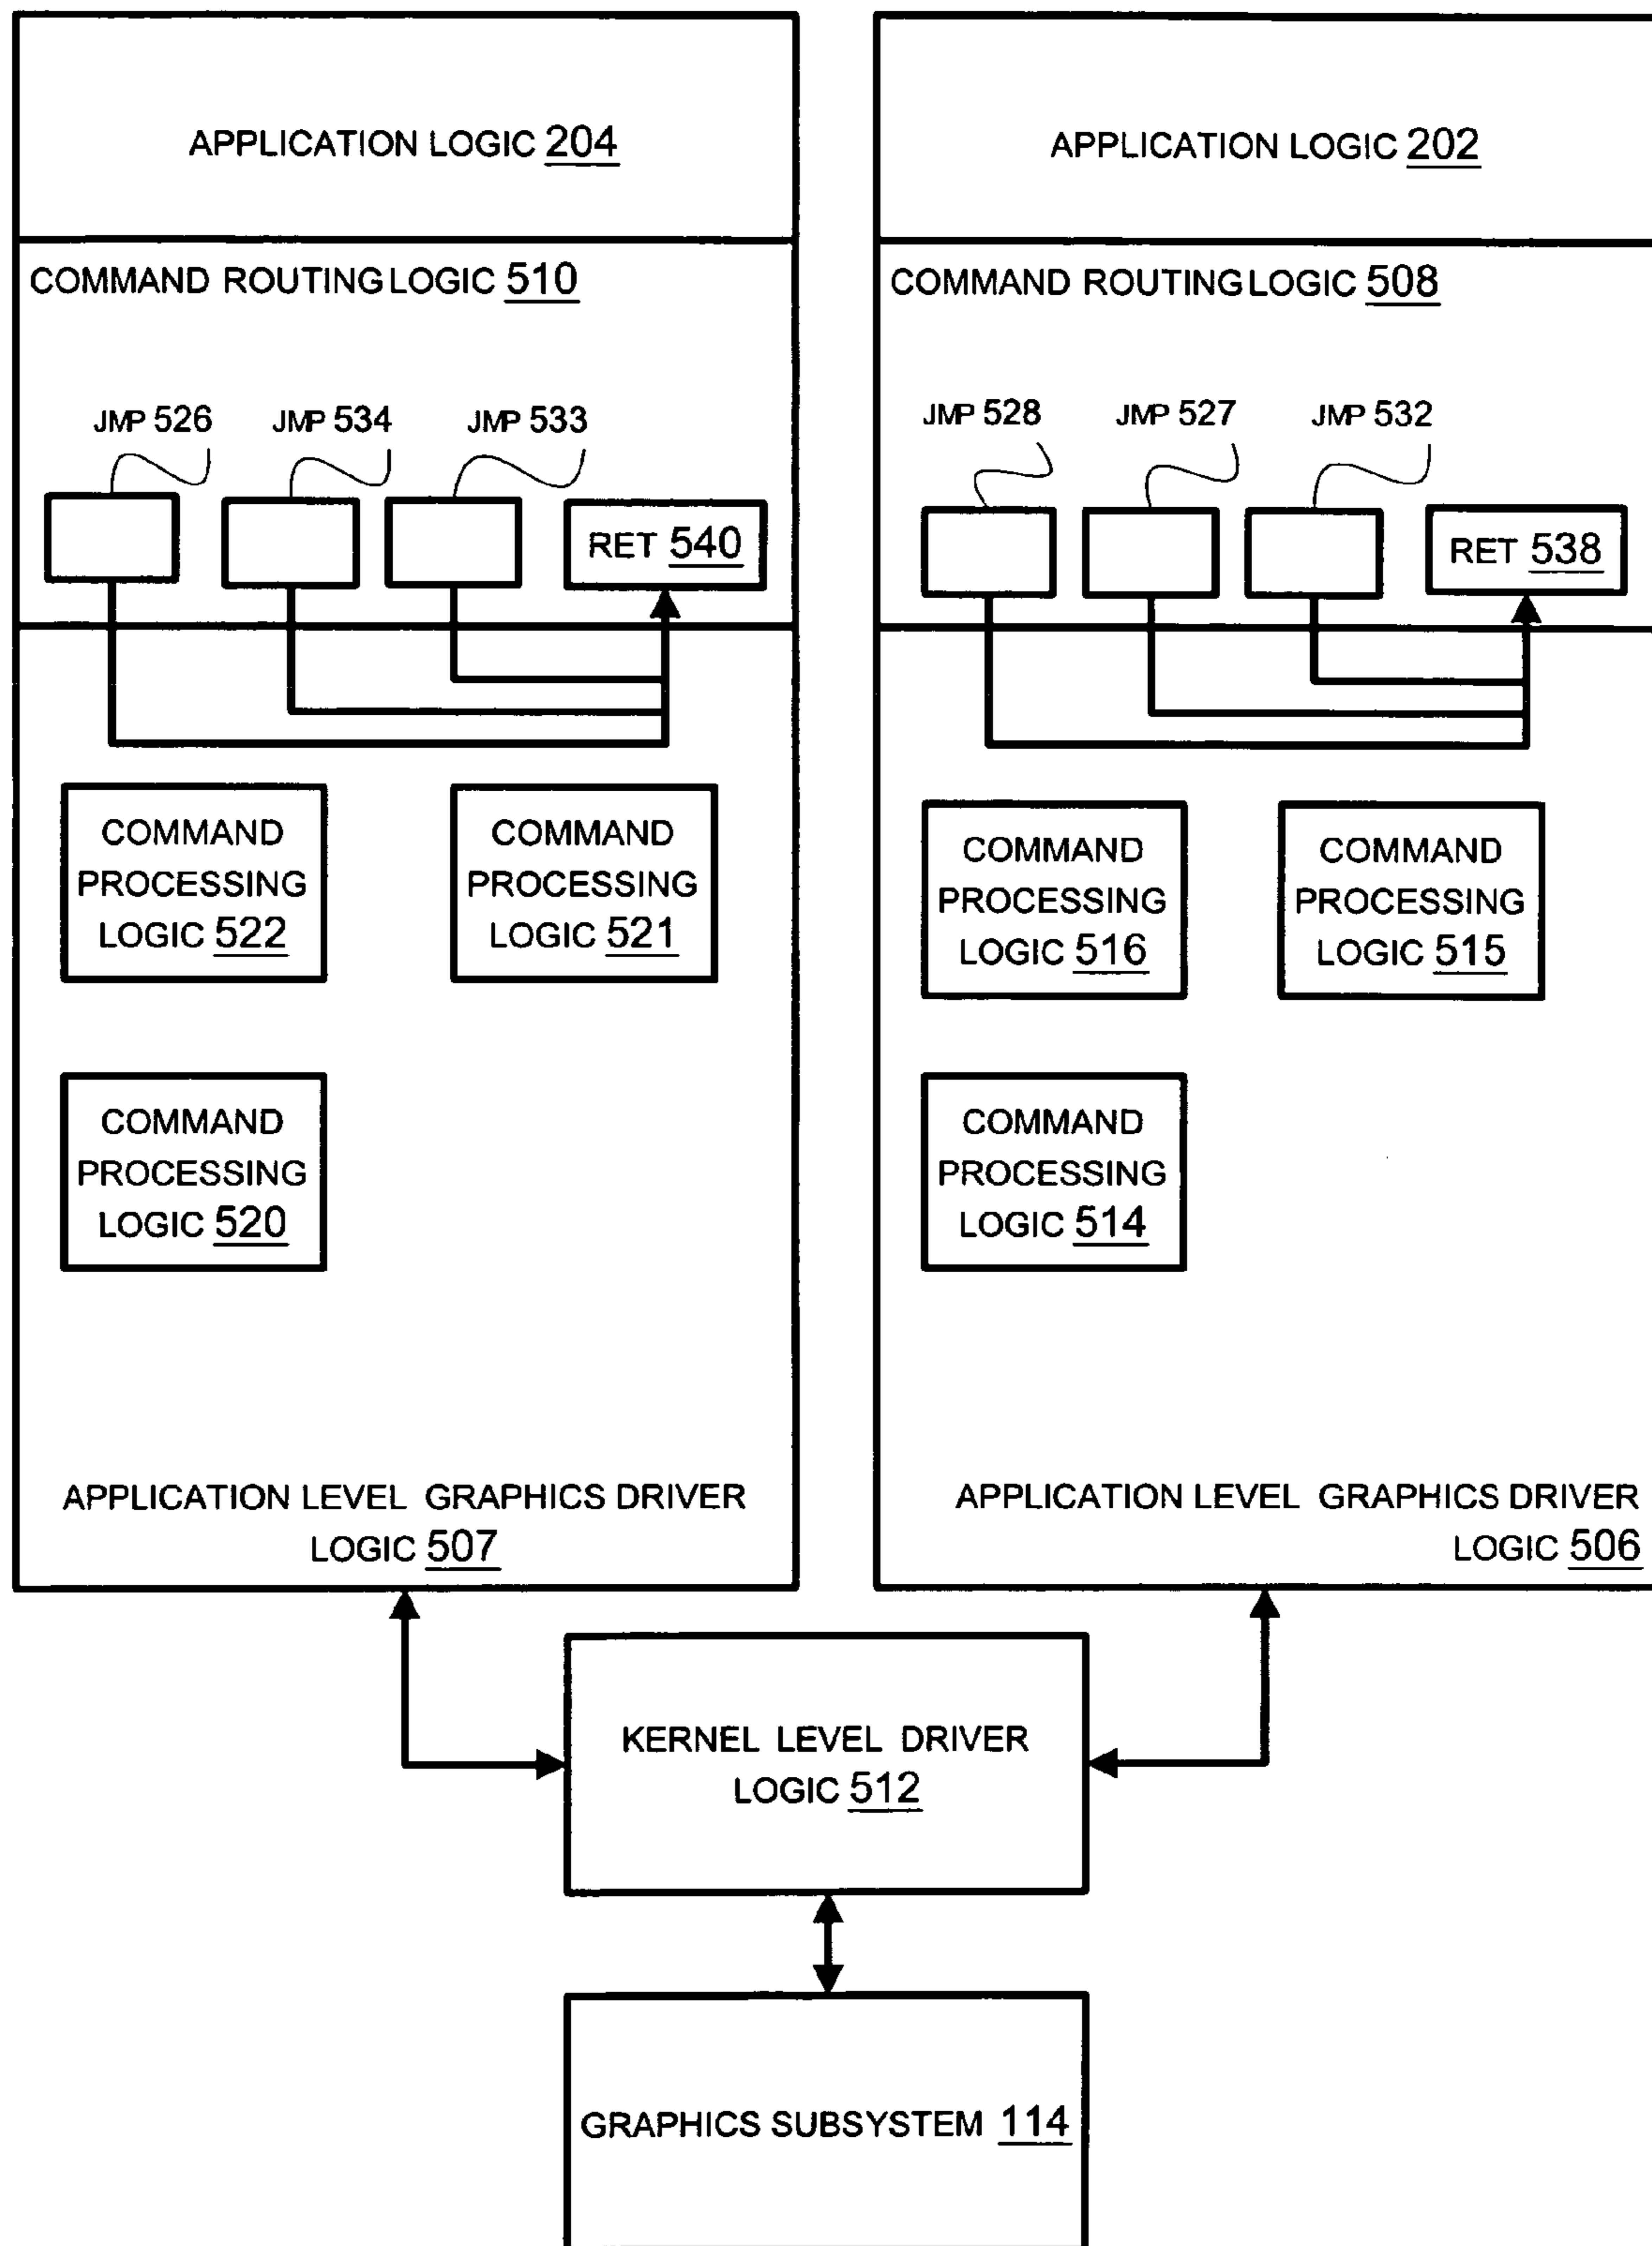 APPLICATION LOGIC 204
COMMAND ROUTING LOGIC 510
JMP 526
JMP 534
JMP 533
RET 540
COMMAND
PROCESSING
LOGIC 522
COMMAND
PROCESSING
LOGIC 521
COMMAND
PROCESSING
LOGIC 520
APPLICATION LEVEL GRAPHICS DRIVER
LOGIC 507
APPLICATION LOGIC 202
COMMAND ROUTING LOGIC 508
JMP 528
JMP 527
JMP 532
RET 538
COMMAND
PROCESSING
LOGIC 516
COMMAND
PROCESSING
LOGIC 515
COMMAND
PROCESSING
LOGIC 514
APPLICATION LEVEL GRAPHICS DRIVER
LOGIC 506
KERNEL LEVEL DRIVER
LOGIC 512
GRAPHICS SUBSYSTEM 114